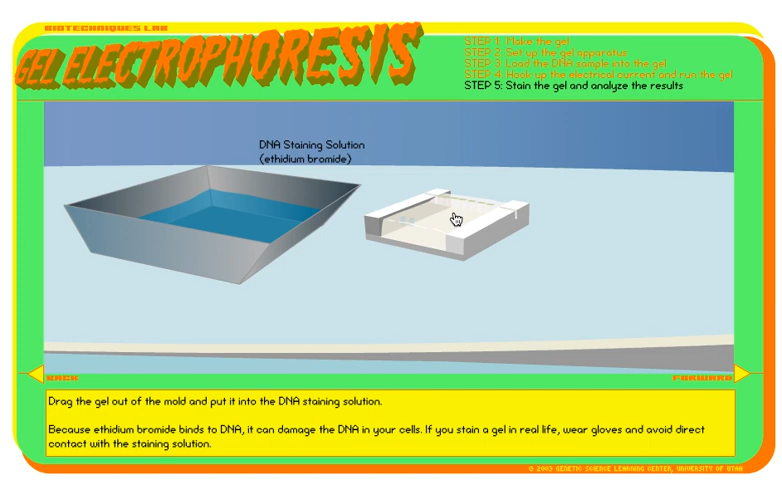 BIOTECHNIQUES LAB
GEL ELECTROPHORESIS
STEP 1: Make the gel
STEP 2: Set up the gel apparatus
STEP 3: Load the DNA sample into the gel
STEP 4: Hook up the electrical current and run the gel
STEP 5: Stain the gel and analyze the results
DNA Staining Solution
(ethidium bromide)
BACK
FORWARD
Drag the gel out of the mold and put it into the DNA staining solution.
Because ethidium bromide binds to DNA, it can damage the DNA in your cells. If you stain a gel in real life, wear gloves and avoid direct
contact with the staining solution.
© 2003 GENETIC SCIENCE LEARNING CENTER, UNIVERSITY OF UTAH